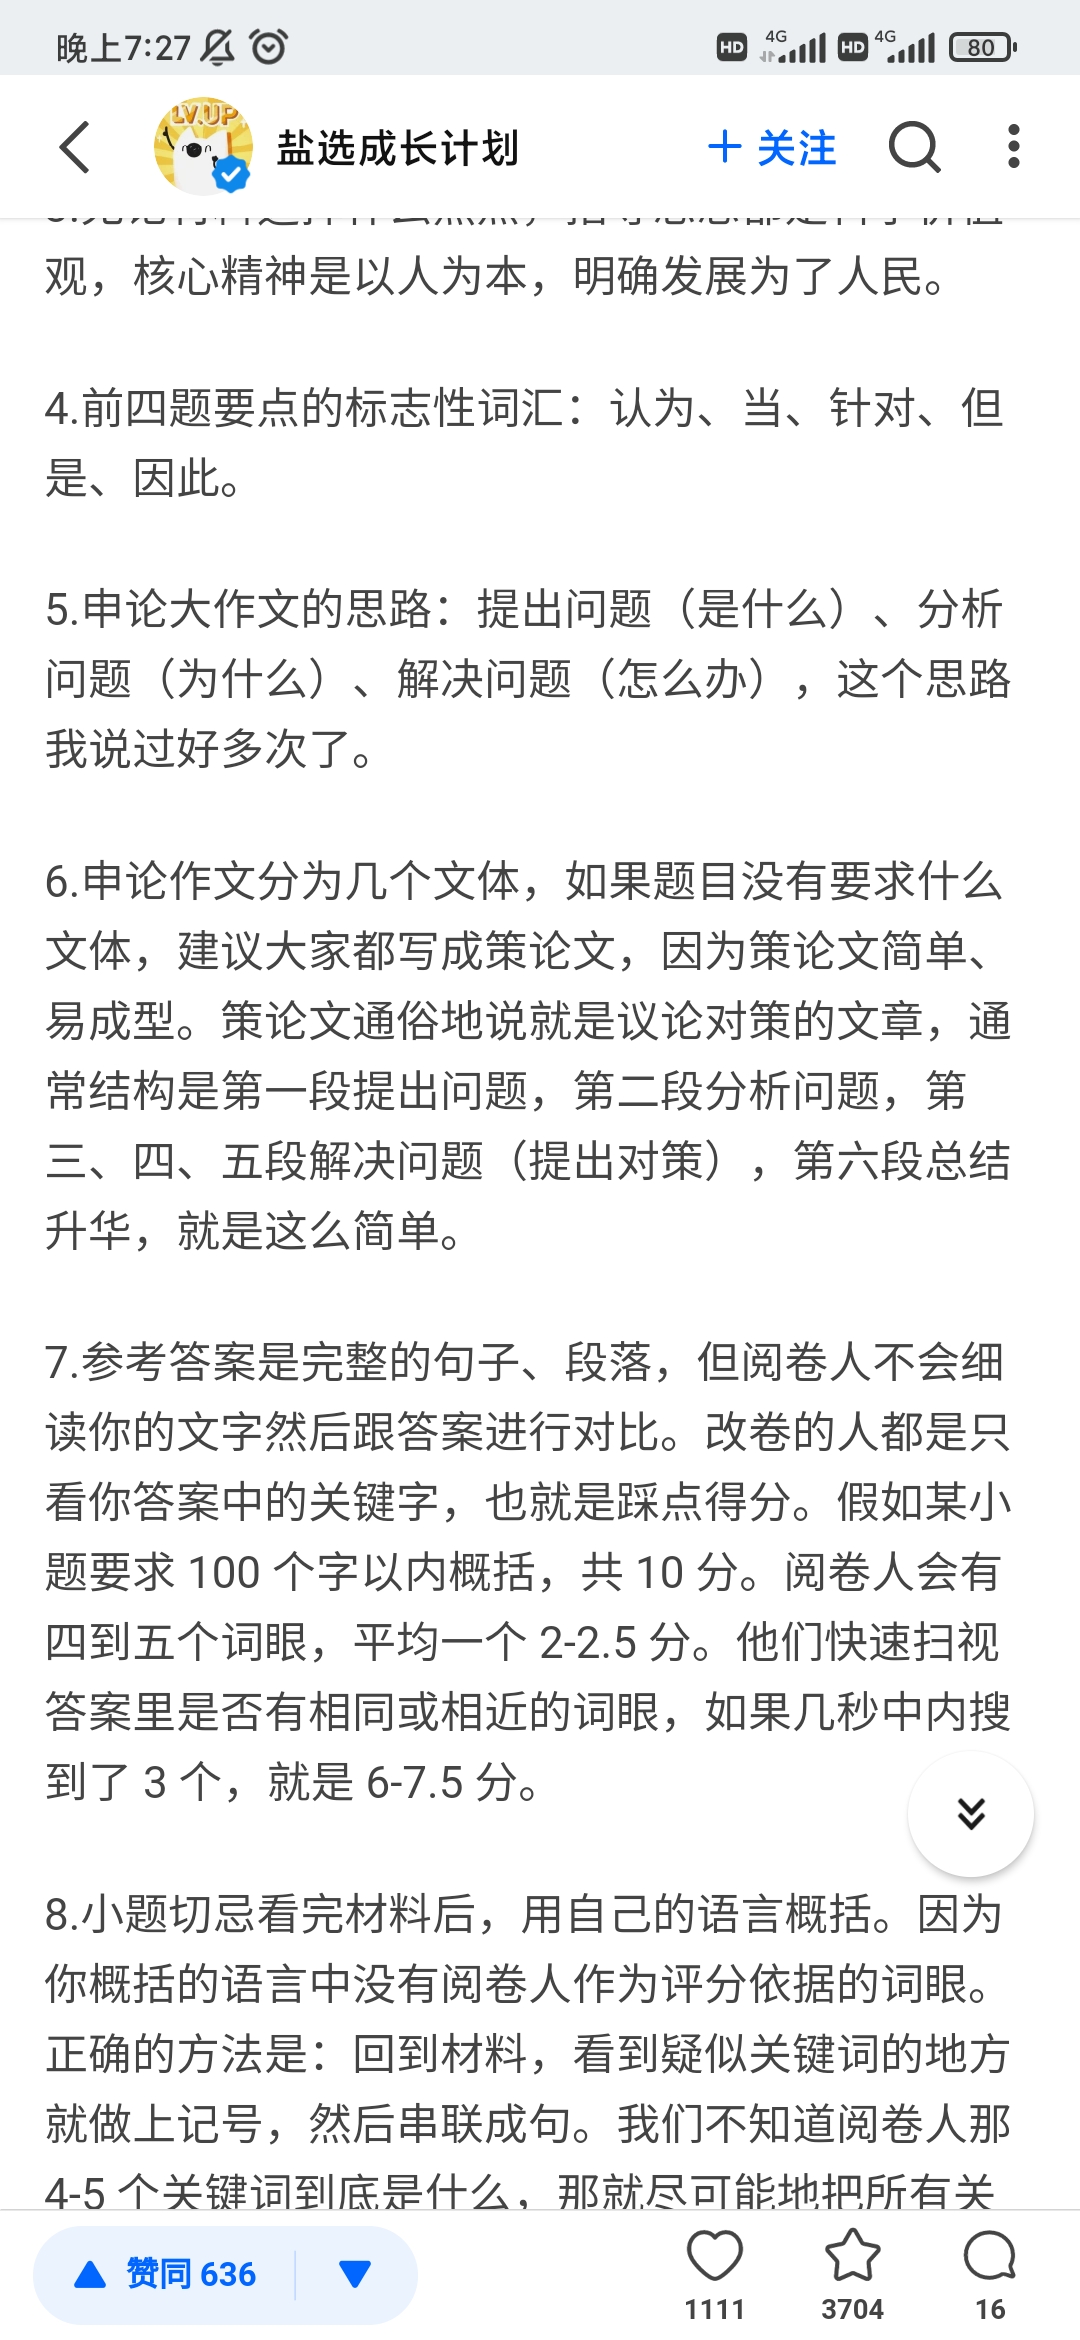 晚上7:27
HD 4G HD 4G 80
LV.UP
盐选成长计划
+ 关注
观，核心精神是以人为本，明确发展为了人民。
4.前四题要点的标志性词汇：认为、当、针对、但
是、因此。
5.申论大作文的思路：提出问题（是什么）、分析
问题（为什么）、解决问题（怎么办），这个思路
我说过好多次了。
6.申论作文分为几个文体，如果题目没有要求什么
文体，建议大家都写成策论文，因为策论文简单、
易成型。策论文通俗地说就是议论对策的文章，通
常结构是第一段提出问题，第二段分析问题，第
三、四、五段解决问题（提出对策），第六段总结
升华，就是这么简单。
7.参考答案是完整的句子、段落，但阅卷人不会细
读你的文字然后跟答案进行对比。改卷的人都是只
看你答案中的关键字，也就是踩点得分。假如某小
题要求 100 个字以内概括，共 10 分。阅卷人会有
四到五个词眼，平均一个 2-2.5 分。他们快速扫视
答案里是否有相同或相近的词眼，如果几秒中内搜
到了 3 个，就是 6-7.5 分。
8.小题切忌看完材料后，用自己的语言概括。因为
你概括的语言中没有阅卷人作为评分依据的词眼。
正确的方法是：回到材料，看到疑似关键词的地方
就做上记号，然后串联成句。我们不知道阅卷人那
4-5 个关键词到底是什么，那就尽可能地把所有关
赞同 636
1111
3704
16